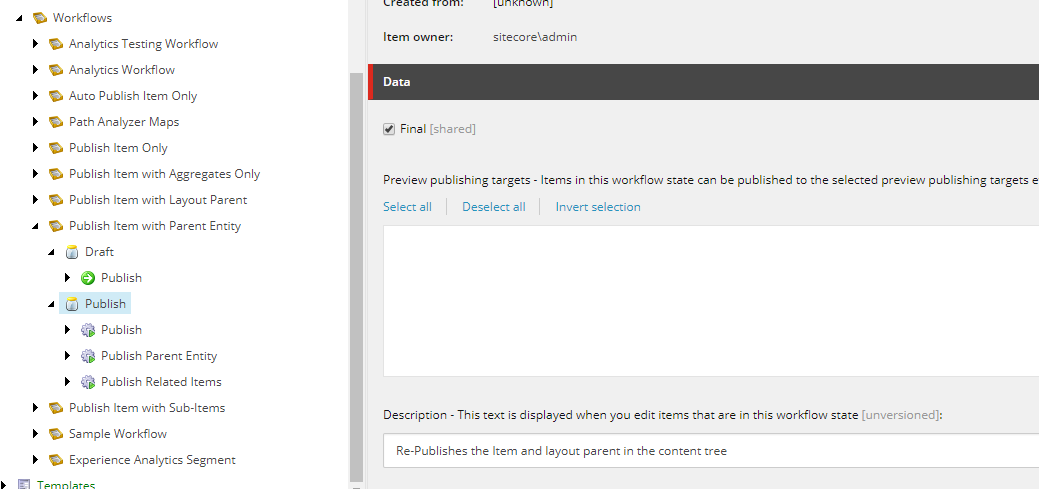 Workflows
Analytics Testing Workflow
Analytics Workflow
Auto Publish Item Only
Path Analyzer Maps
Publish Item Only
Publish Item with Aggregates Only
Publish Item with Layout Parent
Publish Item with Parent Entity
Draft
Publish
Publish
Publish
Publish Parent Entity
Publish Related Items
Publish Item with Sub-Items
Sample Workflow
Experience Analytics Segment
Templates
Created from: [unknown]
Item owner: sitecore\admin
Data
Final [shared]
Preview publishing targets - Items in this workflow state can be published to the selected preview publishing targets e
Select all Deselect all Invert selection
Description - This text is displayed when you edit items that are in this workflow state [unversioned]:
Re-Publishes the Item and layout parent in the content tree